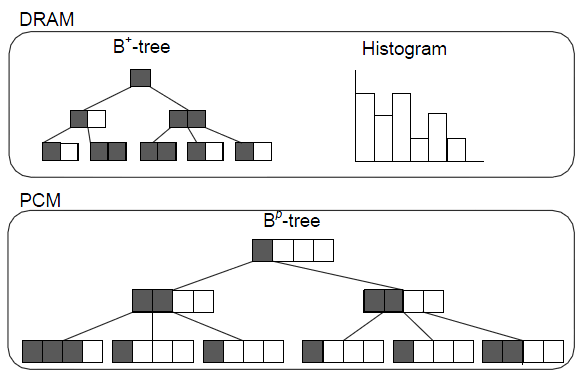 DRAM
B+-tree
Histogram
PCM
Bp-tree